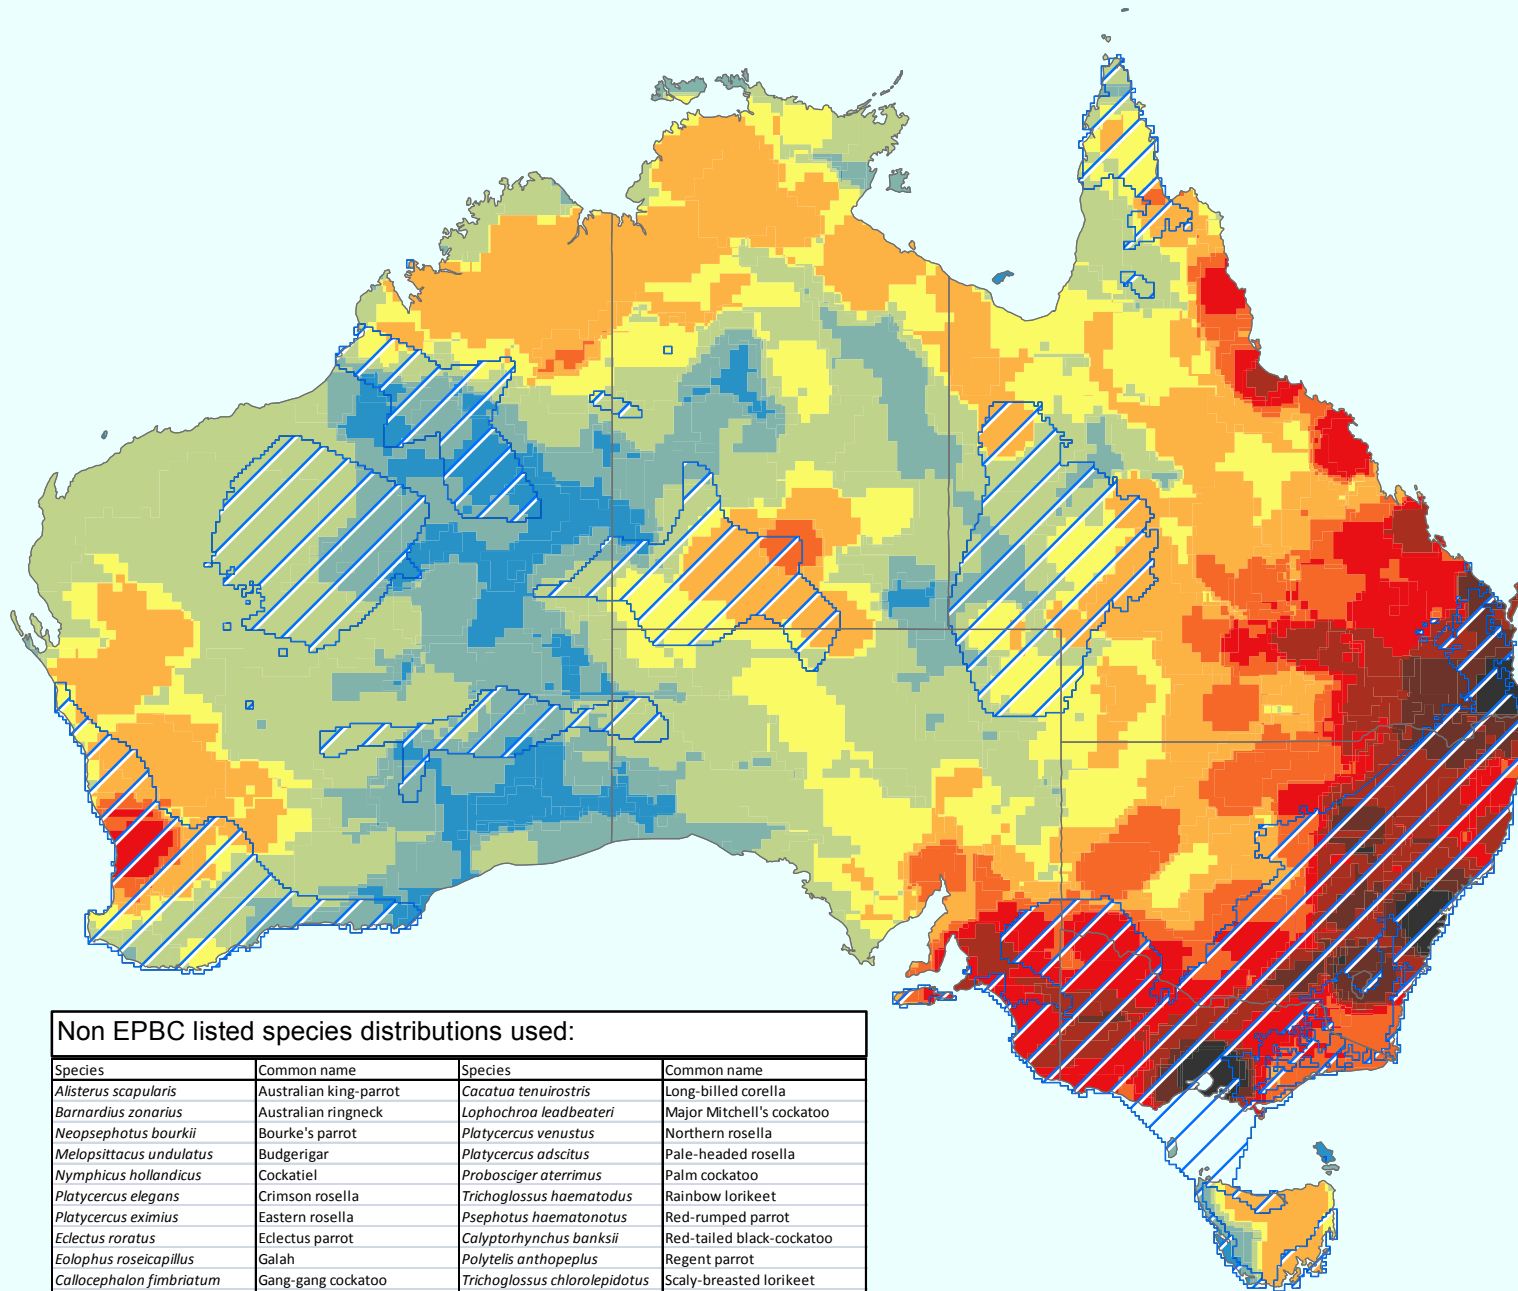 Non EPBC listed species distributions used:
Species Common name Species Common name
Alisterus scapularis Australian king-parrot Cacatua tenuirostris Long-billed corella
Barnardius zonarius Australian ringneck Lophochroa leadbeateri Major Mitchell's cockatoo
Neopsephotus bourkii Bourke's parrot Platycercus venustus Northern rosella
Melopsittacus undulatus Budgerigar Platycercus adscitus Pale-headed rosella
Nymphicus hollandicus Cockatiel Probosciger aterrimus Palm cockatoo
Platycercus elegans Crimson rosella Trichoglossus haematodus Rainbow lorikeet
Platycercus eximius Eastern rosella Psephotus haematonotus Red-rumped parrot
Eclectus roratus Eclectus parrot Calyptorhynchus banksii Red-tailed black-cockatoo
Eolophus roseicapillus Galah Polytelis anthopeplus Regent parrot
Callocephalon fimbriatum Gang-gang cockatoo Trichoglossus chlorolepidotus Scaly-breasted lorikeet